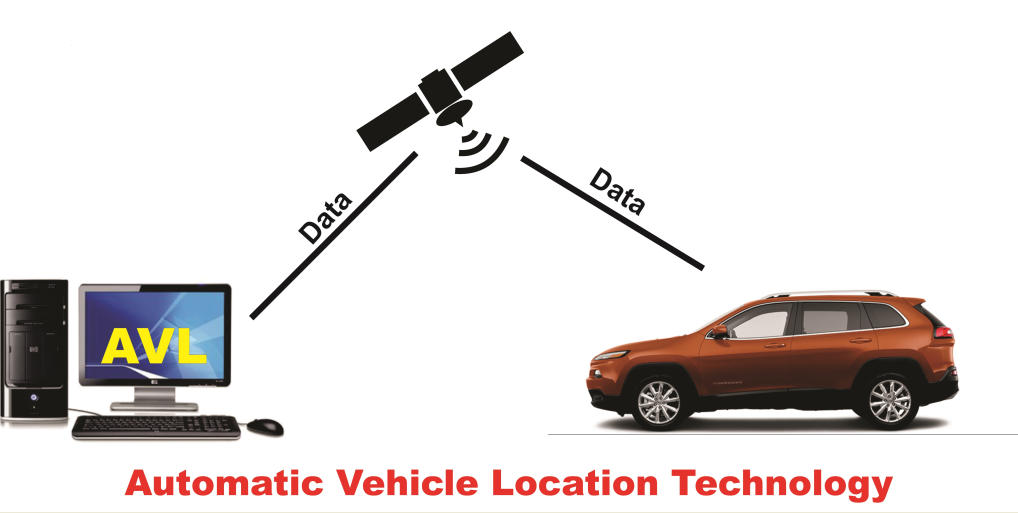 Data
Data
AVL
Automatic Vehicle Location Technology